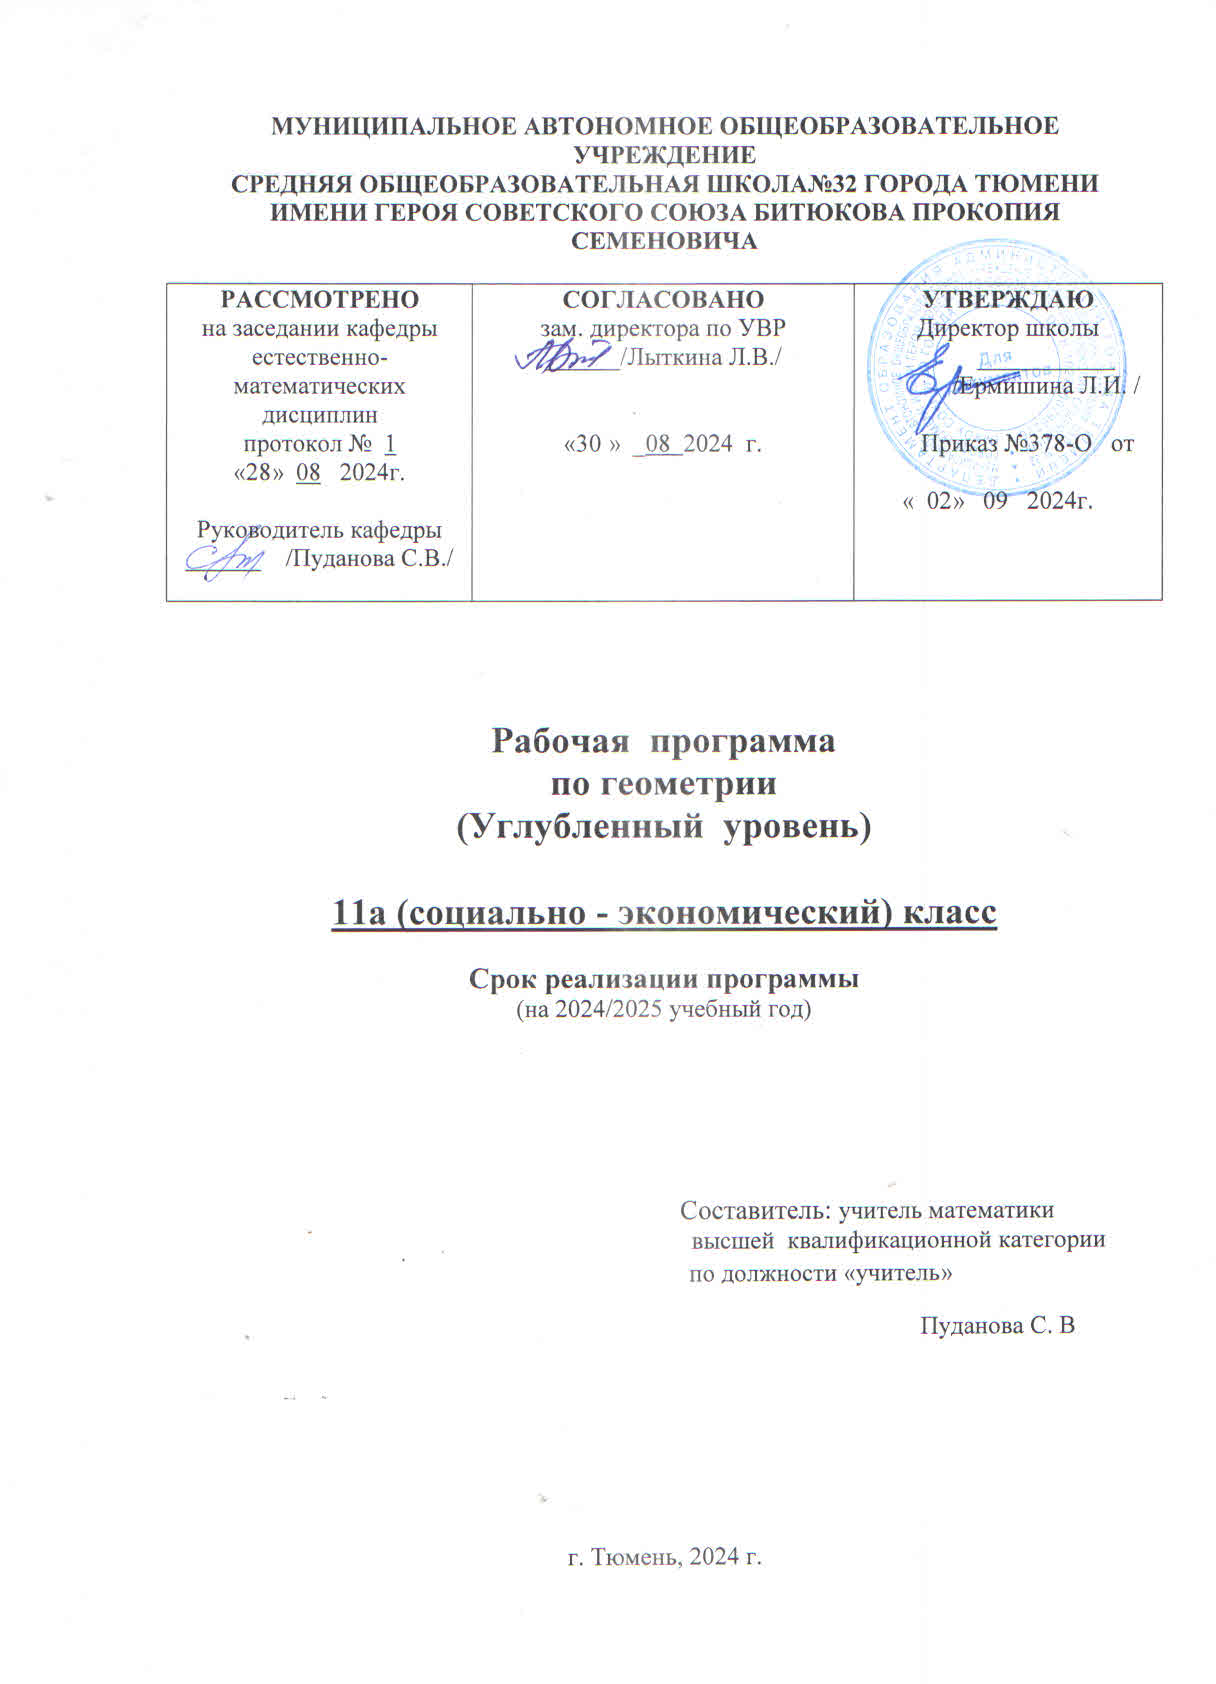 МУНИЦИПАЛЬНОЕ АВТОНОМНОЕ ОБЩЕОБРАЗОВАТЕЛЬНОЕ
УЧРЕЖДЕНИЕ
СРЕДНЯЯ ОБЩЕОБРАЗОВАТЕЛЬНАЯ ШКОЛА№32 ГОРОДА ТЮМЕНИ
ИМЕНИ ГЕРОЯ СОВЕТСКОГО СОЮЗА БИТЮКОВА ПРОКОПИЯ
СЕМЕНОВИЧА
РАССМОТРЕНО
на заседании кафедры
естественно-
математических
дисциплин
протокол № 1
«28» 08 2024г.
Руководитель кафедры
/Пуданова С.В./
СОГЛАСОВАНО
зам. директора по УВР
/Лыткина Л.В./
«30 » _08_2024 г.
УТВЕРЖДАЮ
Директор школы
Для
/Ермишина Л.И. /
Приказ №378-О от
« 02» 09 2024г.
Рабочая программа
по геометрии
(Углубленный уровень)
11а (социально - экономический) класс
Срок реализации программы
(на 2024/2025 учебный год)
Составитель: учитель математики
высшей квалификационной категории
по должности «учитель»
Пуданова С. В
г. Тюмень, 2024 г.